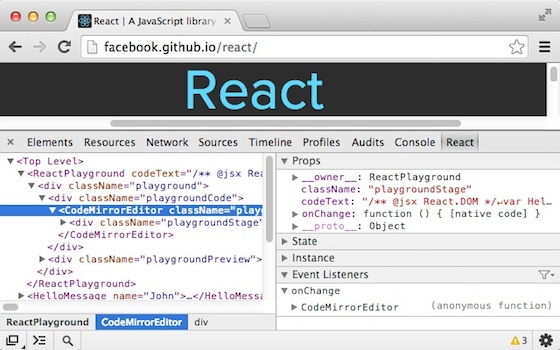 React | A JavaScript library
facebook.github.io/react/
React
Elements Resources Network Sources Timeline Profiles Audits Console React
<Top Level>
<ReactPlayground codeText="/** @jsx Rea
<div className="playground">
<div className="playgroundCode">
<CodeMirrorEditor className="play
<div className="playgroundStage"
</CodeMirrorEditor>
</div>
<div className="playgroundPreview">
</div>
</ReactPlayground>
<HelloMessage name="John">…</HelloMessage
ReactPlayground CodeMirrorEditor div
Props
__owner__: ReactPlayground
className: "playgroundStage"
codeText: "/** @jsx React.DOM */↵var Hel…
onChange: function () { [native code] }
__proto__: Object
State
Instance
Event Listeners
onChange
CodeMirrorEditor (anonymous function)
3